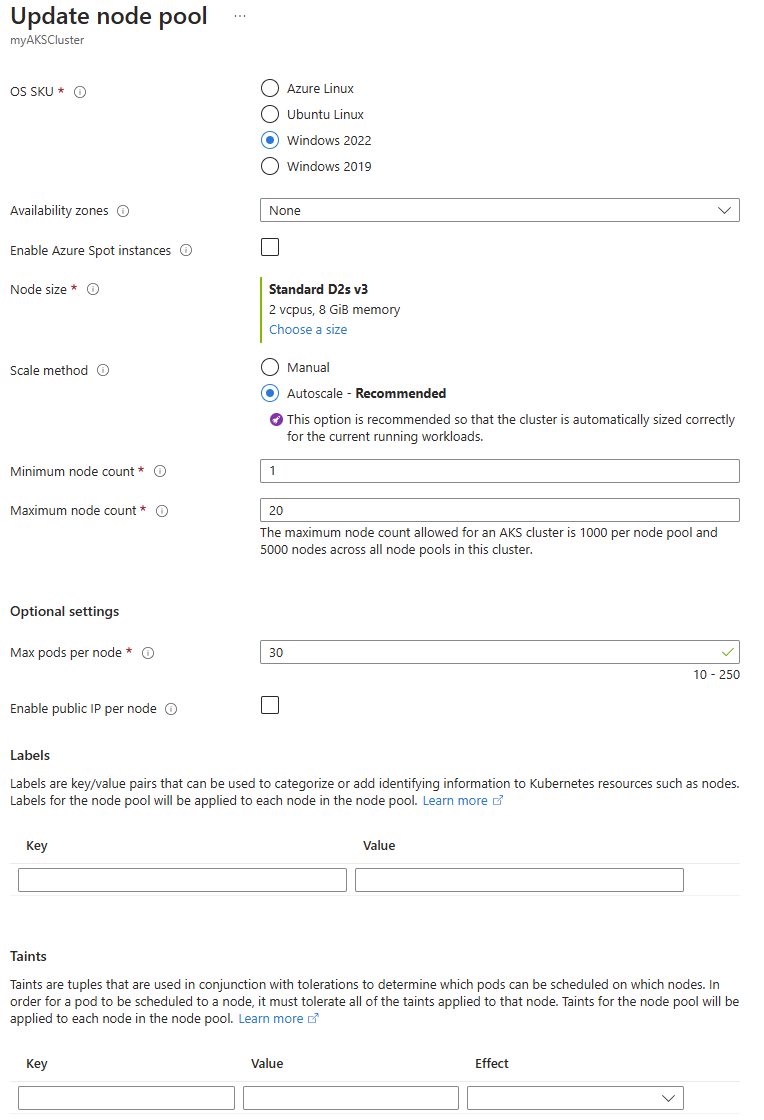 Update node pool ...
myAKSCluster
OS SKU *
Azure Linux
Ubuntu Linux
Windows 2022
Windows 2019
Availability zones
None
Enable Azure Spot instances
Node size *
Standard D2s v3
2 vcpus, 8 GiB memory
Choose a size
Scale method
Manual
Autoscale - Recommended
This option is recommended so that the cluster is automatically sized correctly
for the current running workloads.
Minimum node count *
1
Maximum node count *
20
The maximum node count allowed for an AKS cluster is 1000 per node pool and
5000 nodes across all node pools in this cluster.
Optional settings
Max pods per node *
30
10 - 250
Enable public IP per node
Labels
Labels are key/value pairs that can be used to categorize or add identifying information to Kubernetes resources such as nodes.
Labels for the node pool will be applied to each node in the node pool. Learn more
Key Value
Taints
Taints are tuples that are used in conjunction with tolerations to determine which pods can be scheduled on which nodes. In
order for a pod to be scheduled to a node, it must tolerate all of the taints applied to that node. Taints for the node pool will be
applied to each node in the node pool. Learn more
Key Value Effect